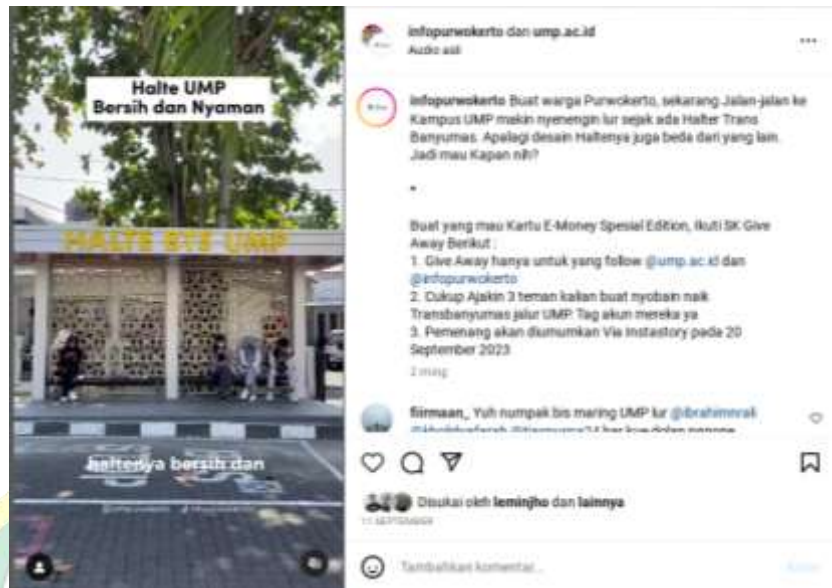 Halte UMP
Bersih dan Nyaman
HALTE BTS UMP
haltenya bersih dan
infopurwokerto dan ump.ac.id
Audio asli
infopurwokerto Buat warga Purwokerto, sekarang Jalan-jalan ke
Kampus UMP makin nyenengin lur sejak ada Halter Trans
Banyumas. Apalagi desain Haltenya juga beda dari yang lain.
Jadi mau Kapan nih?
Buat yang mau Kartu E-Money Spesial Edition, Ikuti SK Give
Away Berikut :
1. Give Away hanya untuk yang follow @ump.ac.id dan
@infopurwokerto
2. Cukup Ajakin 3 teman kalian buat nyobain naik
Transbanyumas jalur UMP. Tag akun mereka ya
3. Pemenang akan diumumkan Via Instastory pada 20
September 2023
2 ming
fiirmaan_ Yuh numpak bis maring UMP lur @ibrahimnrali
Disukai oleh leminjho dan lainnya
11 SEPTEMBER
Tambahkan komentar...